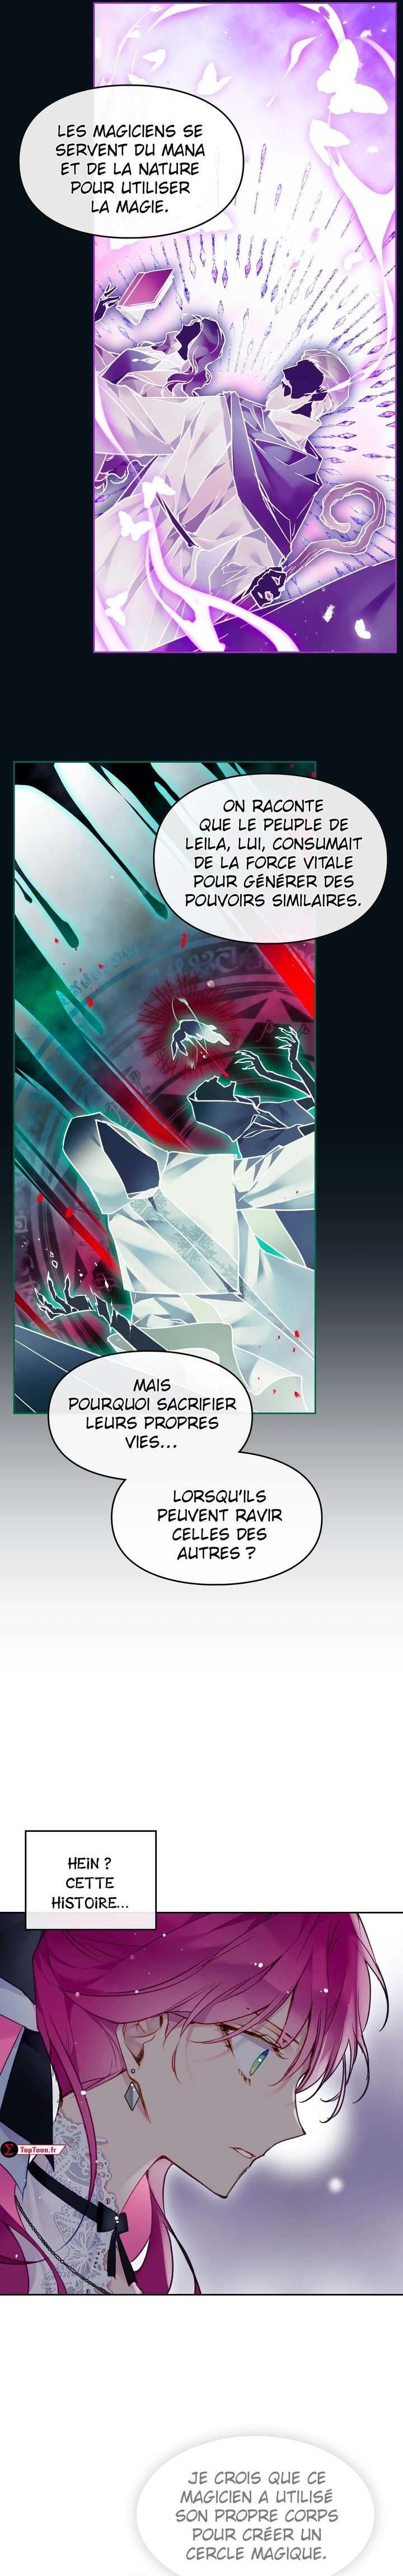 LES MAGICIENS SE
SERVENT DU MANA
ET DE LA NATURE
POUR UTILISER
LA MAGIE.
ON RACONTE
QUE LE PEUPLE DE
LEILA, LUI, CONSUMAIT
DE LA FORCE VITALE
POUR GÉNÉRER DES
POUVOIRS SIMILAIRES.
MAIS
POURQUOI SACRIFIER
LEURS PROPRES
VIES...
LORSQU'ILS
PEUVENT RAVIR
CELLES DES
AUTRES ?
HEIN ?
CETTE
HISTOIRE...
TopToon.fr
JE CROIS QUE CE
MAGICIEN A UTILISÉ
SON PROPRE CORPS
POUR CRÉER UN
CERCLE MAGIQUE.